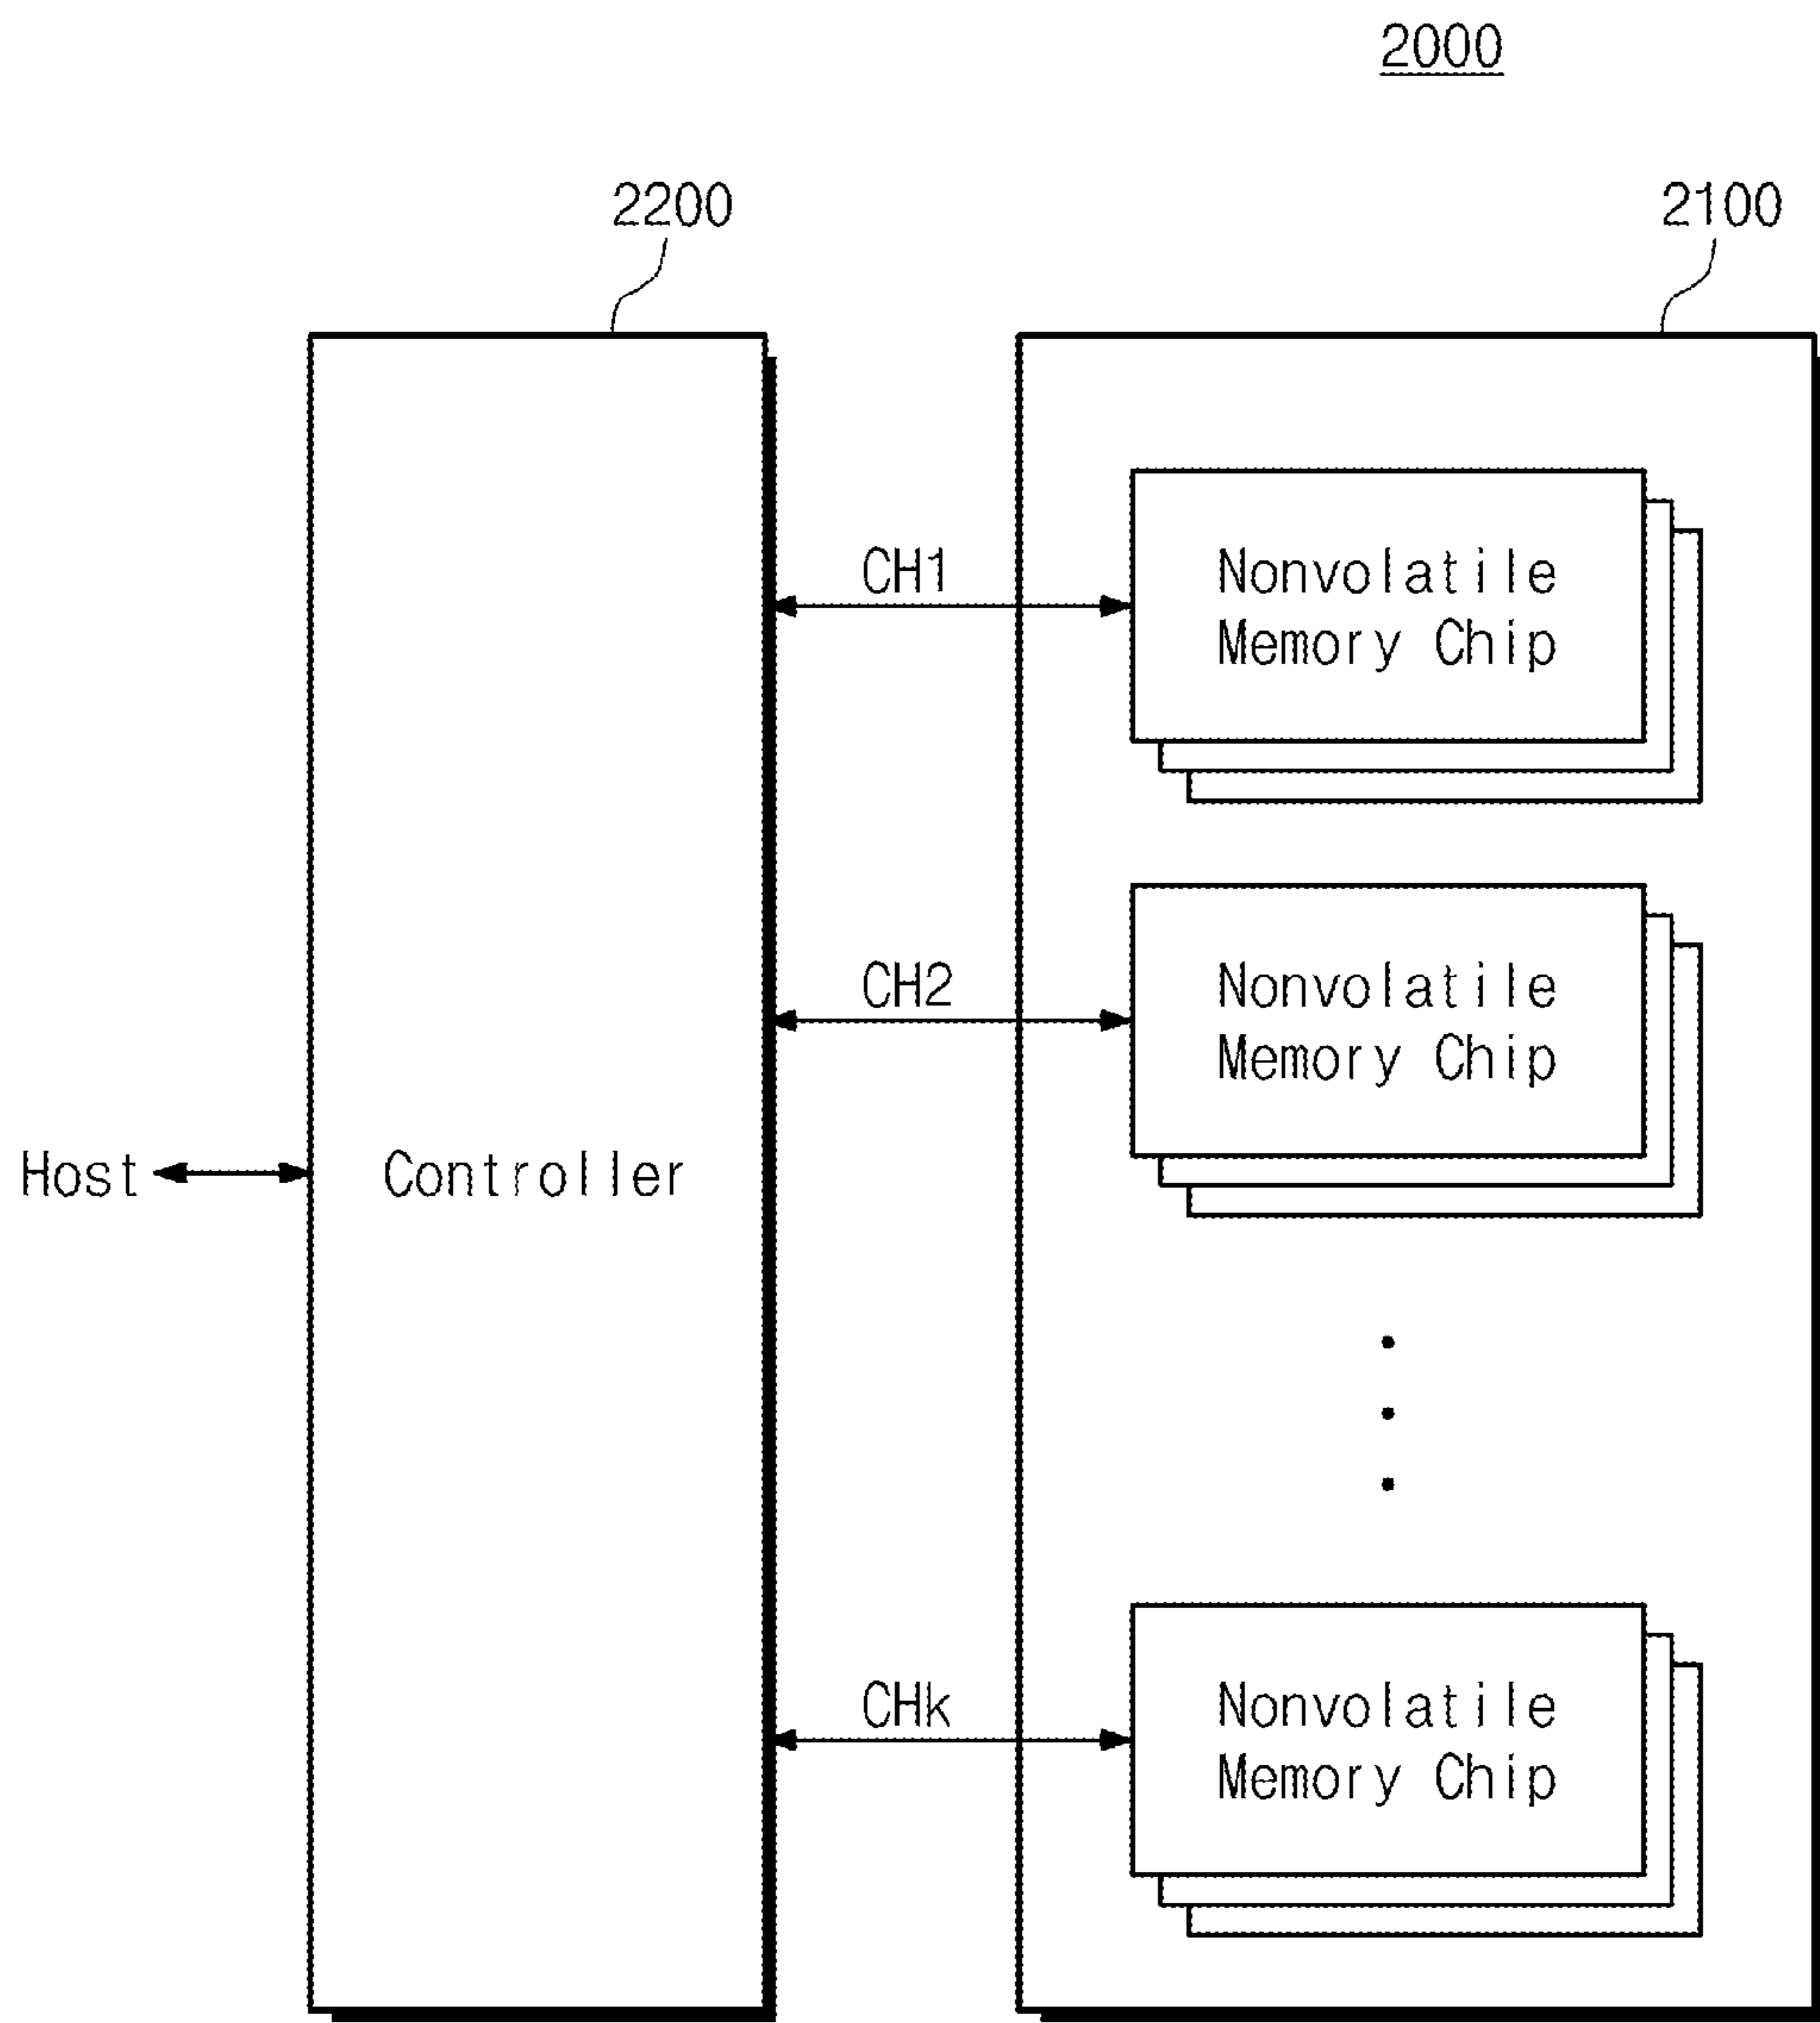 2000
2200
2100
CH1
Nonvolatile
Memory Chip
CH2
Nonvolatile
Memory Chip
Host
Controller
CHk
Nonvolatile
Memory Chip